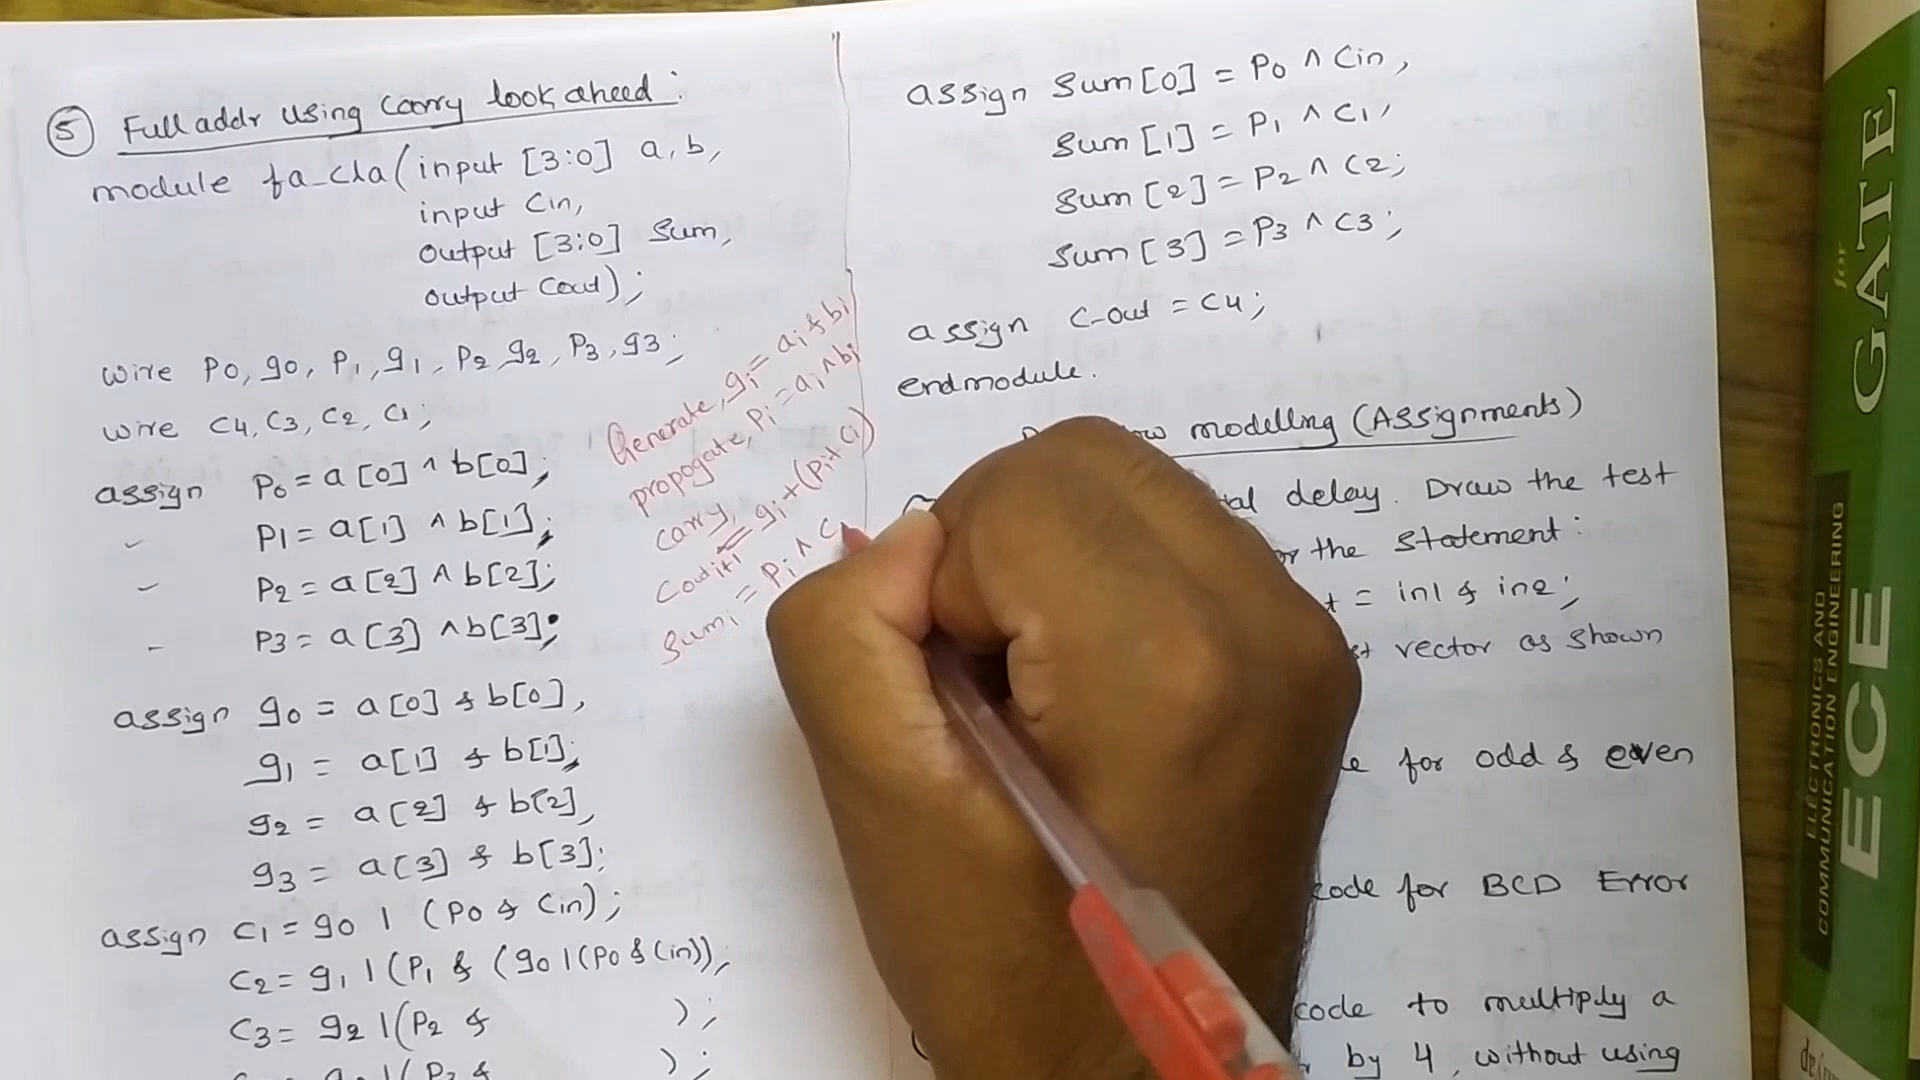 5 Full addr using Carry look aheed:
module fa_cla(input [3:0] a, b,
input Cin,
output [3:0] Sum,
output Cout);
wire P0, g0, P1, g1, P2 g2, P3, g3;
wire C4, C3, C2, C1;
assign P0 = a[0] ^ b[0];
P1 = a[1] ^ b[1];
P2 = a[2] ^ b[2];
P3 = a[3] ^ b[3];
assign g0 = a[0] & b[0],
g1 = a[1] & b[1];
g2 = a[2] & b[2],
g3 = a[3] & b[3];
assign C1 = g0 | (P0 & Cin);
C2 = g1 | (P1 & (g0 | (P0 & Cin));
C3 = g2 | (P2 & );
| (P3 & );
Generate, gi = ai & bi
propogate, Pi = ai ^ bi
carry,
Couti+1 = gi + (Pi + Ci)
Sumi = Pi ^ C
assign Sum[0] = P0 ^ Cin,
Sum[1] = P1 ^ C1,
Sum[2] = P2 ^ C2;
Sum[3] = P3 ^ C3;
assign C_out = C4;
endmodule.
modelling (Assignments)
delay. Draw the test
the statement:
= in1 & in2;
vector as shown
for odd & even
code for BCD Error
code to multiply a
by 4, without using
for
GATE
ELECTRONICS AND
COMMUNICATION ENGINEERING
ECE